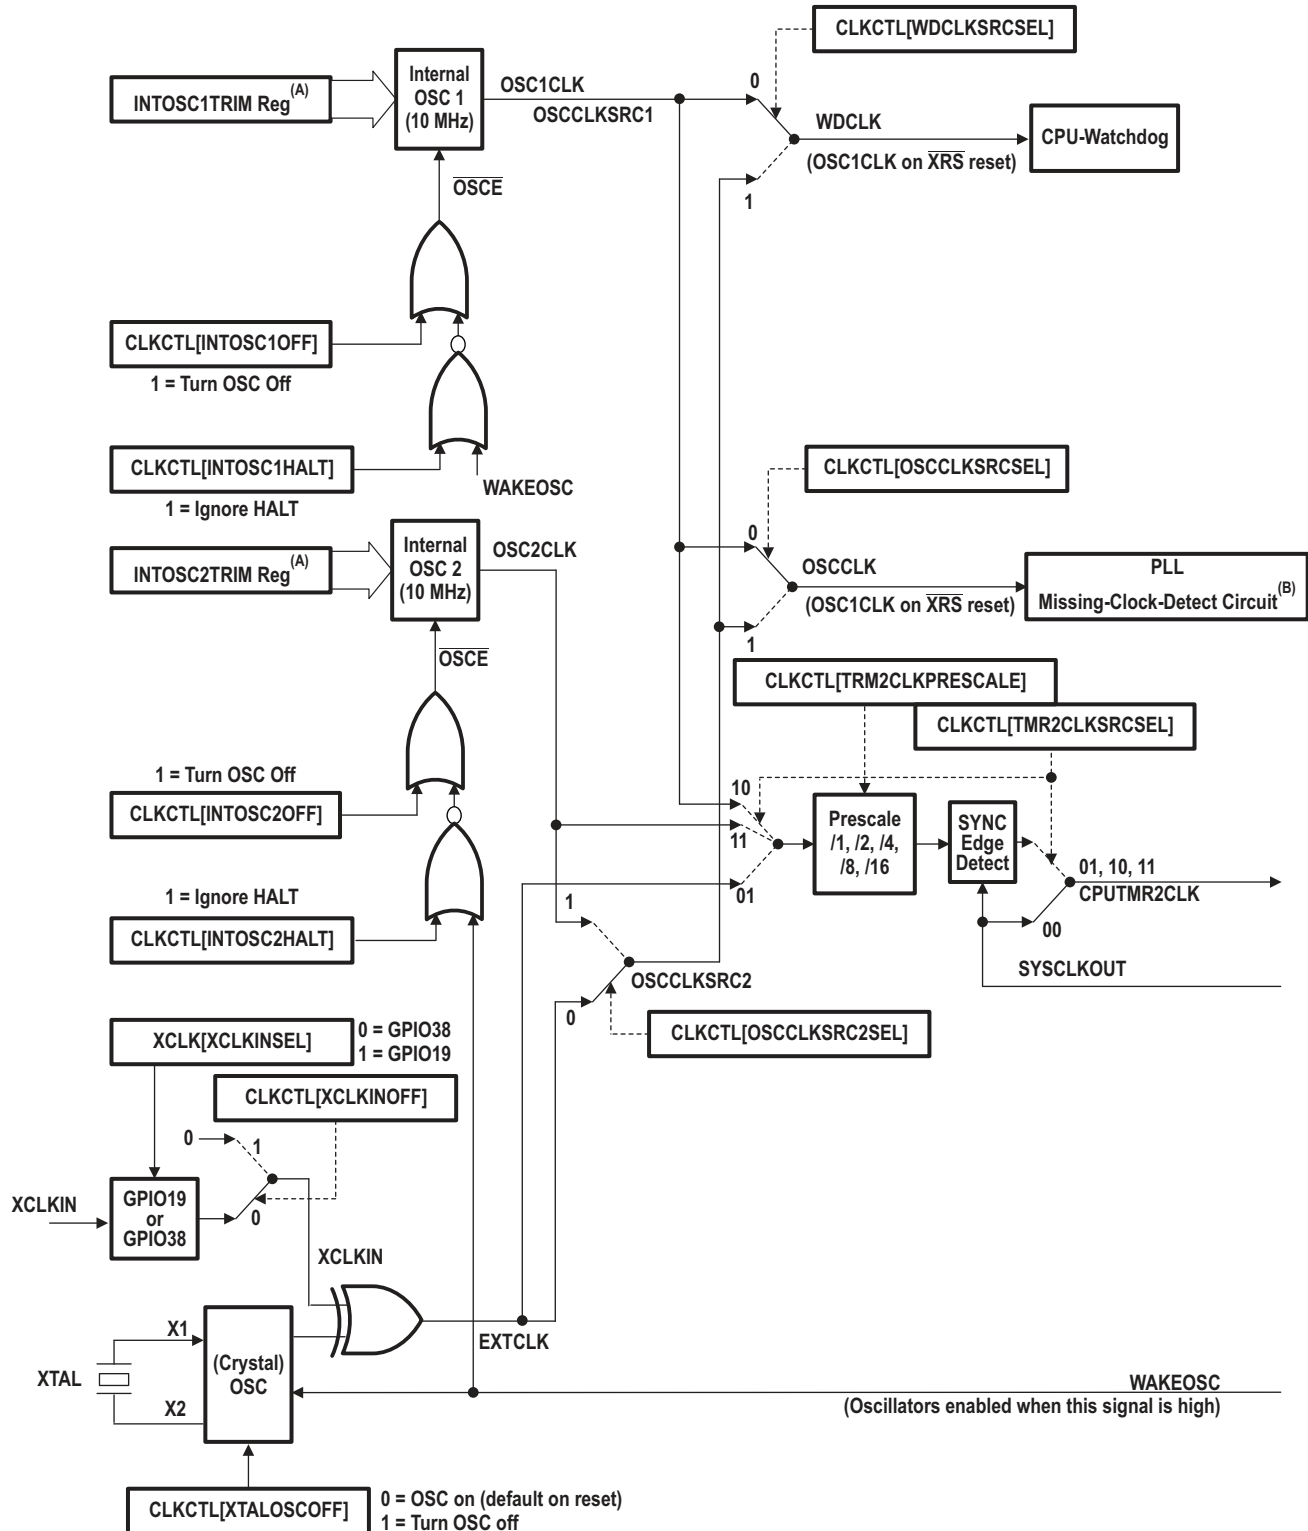 CLKCTL[WDCLKSRCSEL]
INTOSC1TRIM Reg(A)
Internal
OSC 1
(10 MHz)
OSC1CLK
OSCCLKSRC1
0
WDCLK
(OSC1CLK on XRS reset)
CPU-Watchdog
1
OSCE
CLKCTL[INTOSC1OFF]
1 = Turn OSC Off
CLKCTL[INTOSC1HALT]
1 = Ignore HALT
WAKEOSC
CLKCTL[OSCCLKSRCSEL]
INTOSC2TRIM Reg(A)
Internal
OSC 2
(10 MHz)
OSC2CLK
0
OSCCLK
(OSC1CLK on XRS reset)
PLL
Missing-Clock-Detect Circuit(B)
1
OSCE
CLKCTL[TRM2CLKPRESCALE]
CLKCTL[TMR2CLKSRCSEL]
1 = Turn OSC Off
CLKCTL[INTOSC2OFF]
10
11
01
Prescale
/1, /2, /4,
/8, /16
SYNC
Edge
Detect
01, 10, 11
CPUTMR2CLK
00
SYSCLKOUT
1 = Ignore HALT
CLKCTL[INTOSC2HALT]
1
OSCCLKSRC2
0
CLKCTL[OSCCLKSRC2SEL]
XCLK[XCLKINSEL]
0 = GPIO38
1 = GPIO19
CLKCTL[XCLKINOFF]
0
1
XCLKIN
GPIO19
or
GPIO38
0
XCLKIN
EXTCLK
XTAL
X1
X2
(Crystal)
OSC
WAKEOSC
(Oscillators enabled when this signal is high)
CLKCTL[XTALOSCOFF]
0 = OSC on (default on reset)
1 = Turn OSC off